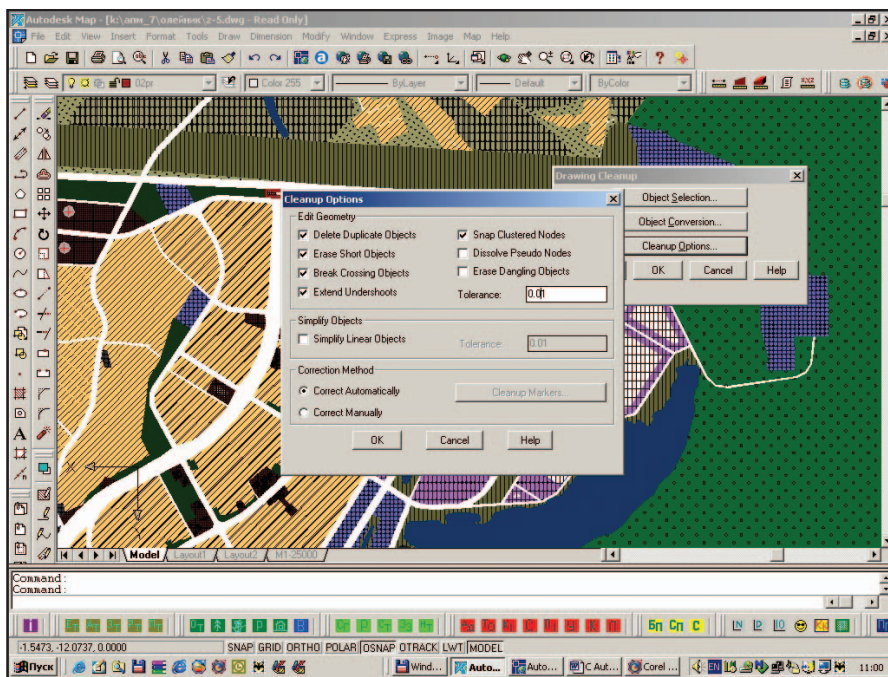 Autodesk Map - [k:\апи_7\олейник\z-5.dwg - Read Only]
File Edit View Insert Format Tools Draw Dimension Modify Window Express Image Map Help
02pr Color 255 ByLayer Default ByColor
Drawing Cleanup
Object Selection...
Object Conversion...
Cleanup Options...
OK Cancel Help
Cleanup Options
Edit Geometry
Delete Duplicate Objects Snap Clustered Nodes
Erase Short Objects Dissolve Pseudo Nodes
Break Crossing Objects Erase Dangling Objects
Extend Undershoots Tolerance: 0.01
Simplify Objects
Simplify Linear Objects Tolerance: 0.01
Correction Method
Correct Automatically Cleanup Markers...
Correct Manually
OK Cancel Help
X
Model Layout1 Layout2 M1-25000
Command:
Command:
БП СП С LN LP LO
-1.5473, -12.0737, 0.0000 SNAP GRID ORTHO POLAR OSNAP OTRACK LWT MODEL
Пуск Wind... Auto... Auto... C Aut... Corel ... EN 11:00